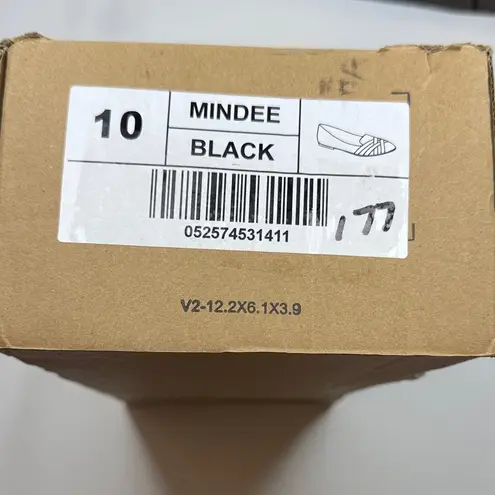 10
MINDEE
BLACK
052574531411
177
V2-12.2X6.1X3.9